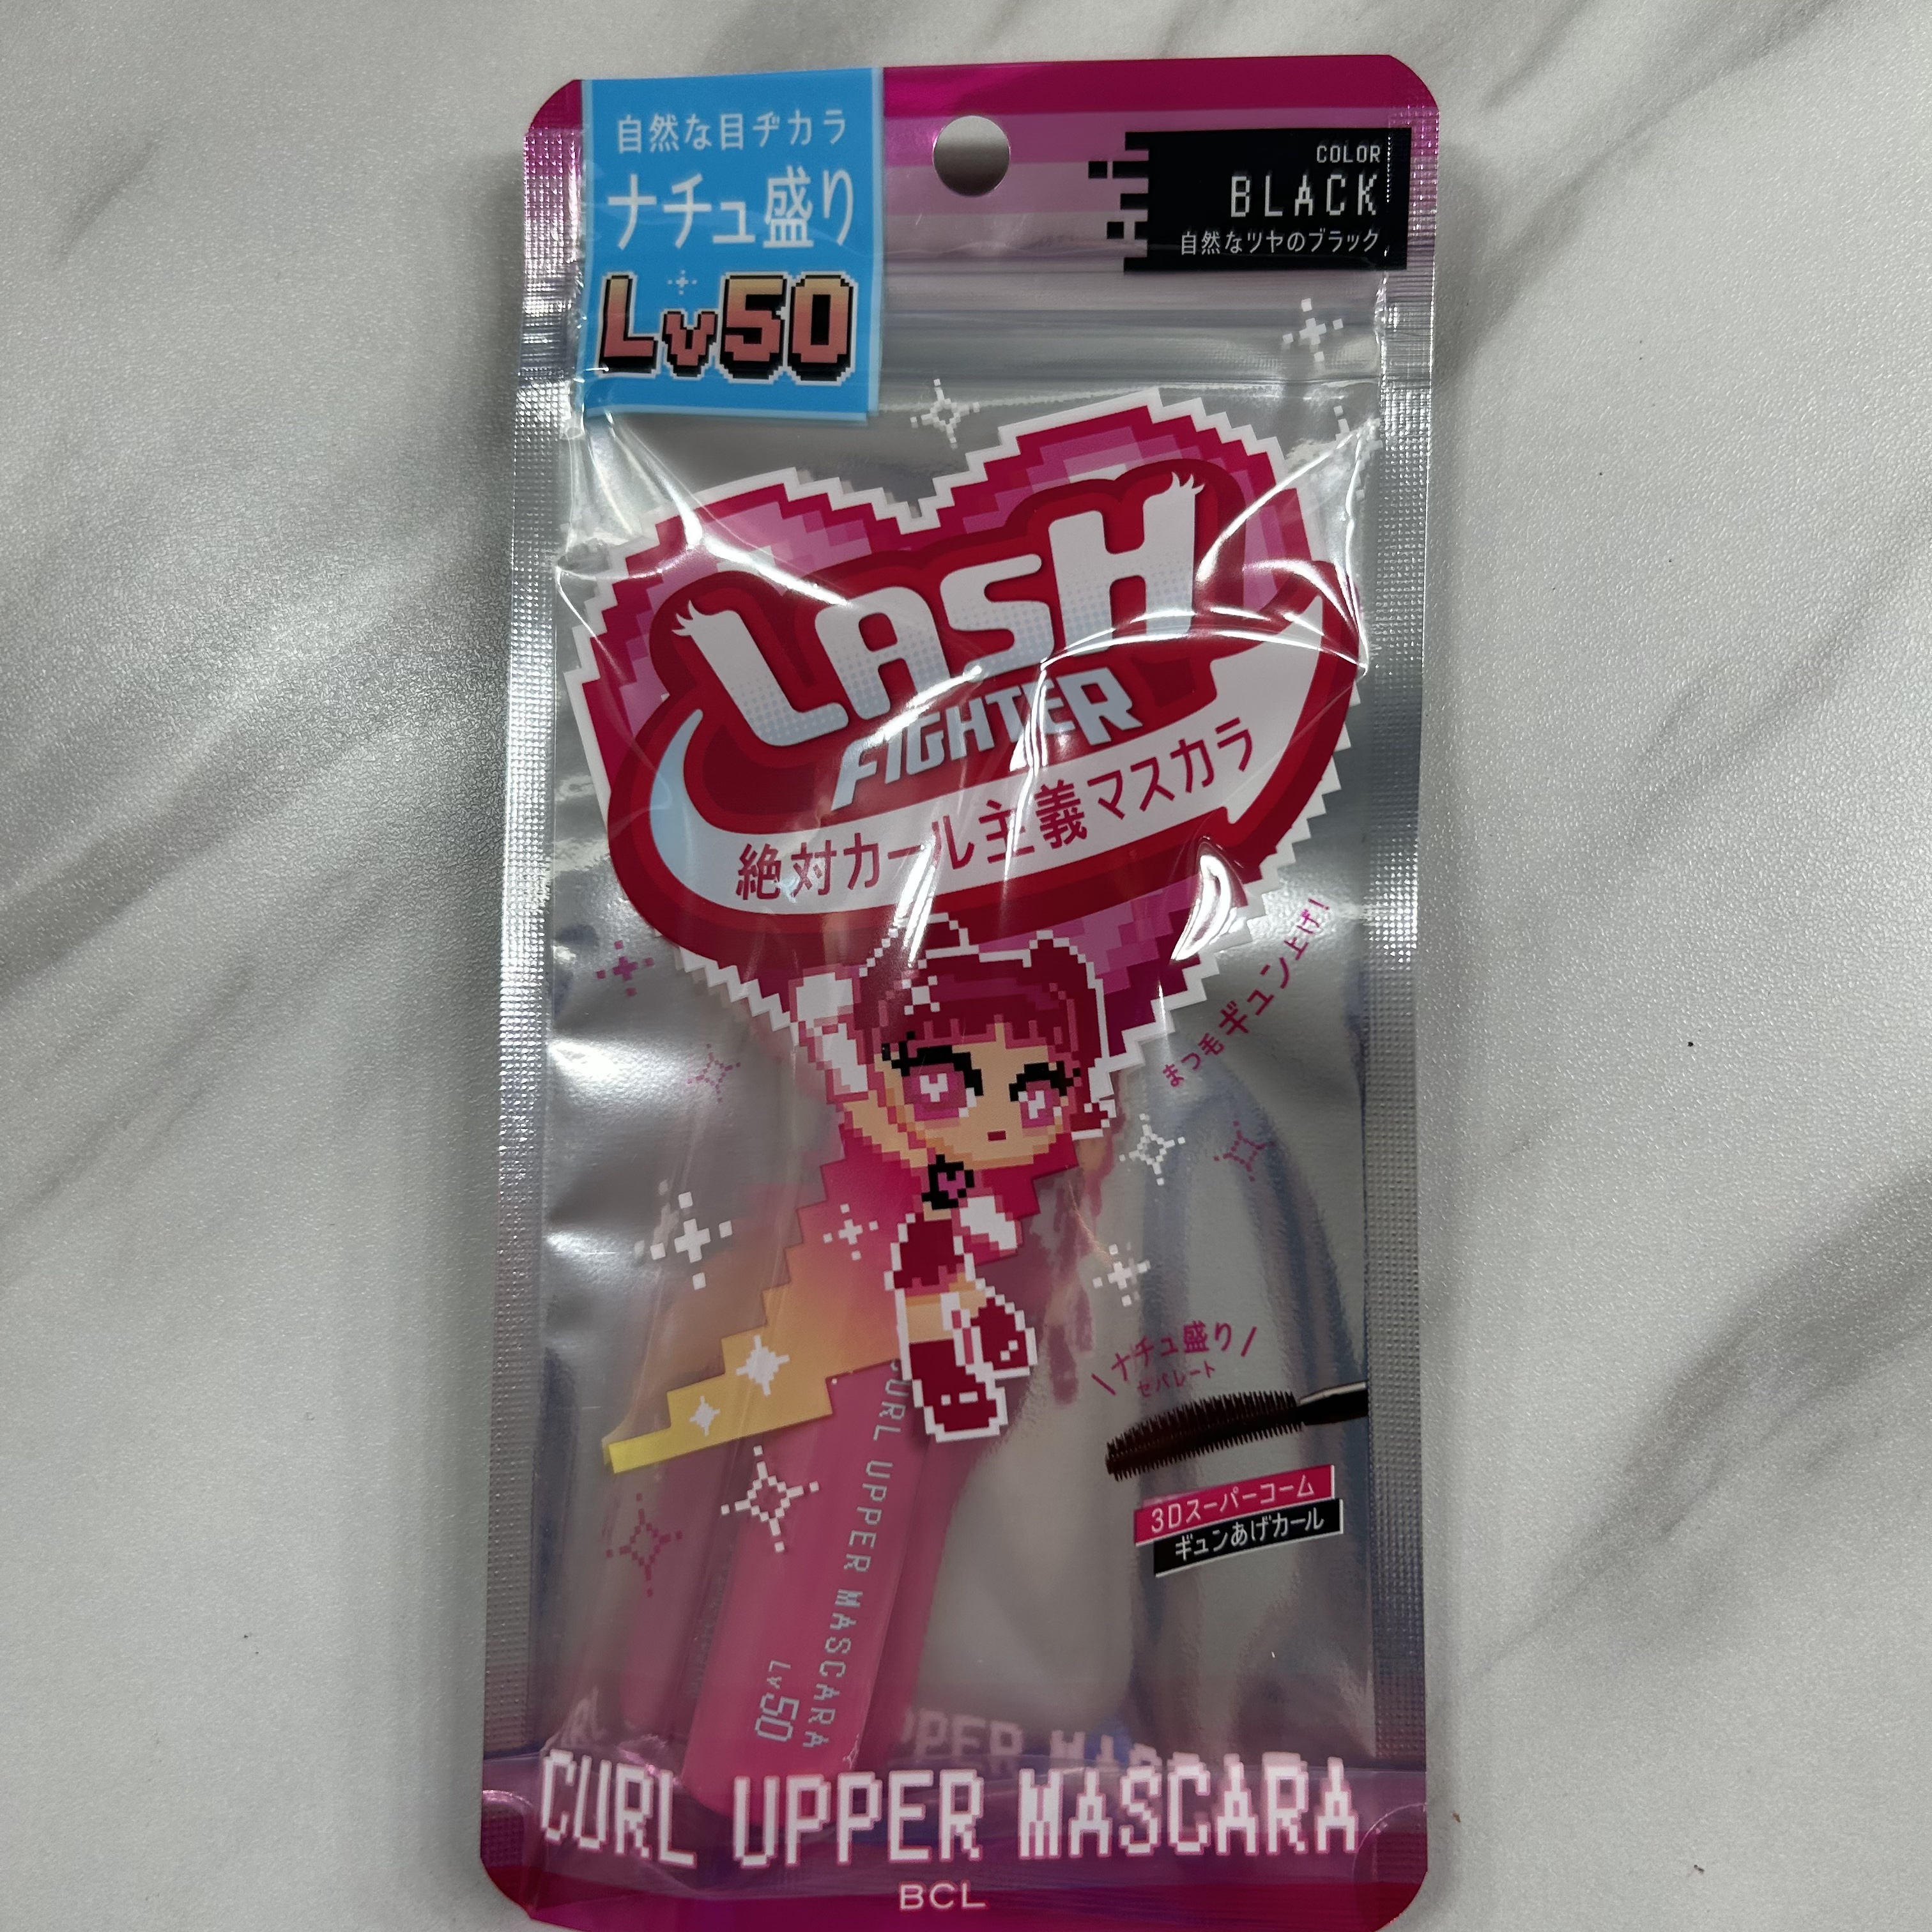 自然な目ヂカラ
ナチュ盛り
Lv50
COLOR
BLACK
自然なツヤのブラック
LASH
FIGHTER
絶対カール主義マスカラ
まつ毛ギュン上げ!
\ナチュ盛り/
セパレート
3Dスーパーコーム
ギュンあげカール
CURL UPPER MASCARA
Lv50
CURL UPPER MASCARA
BCL